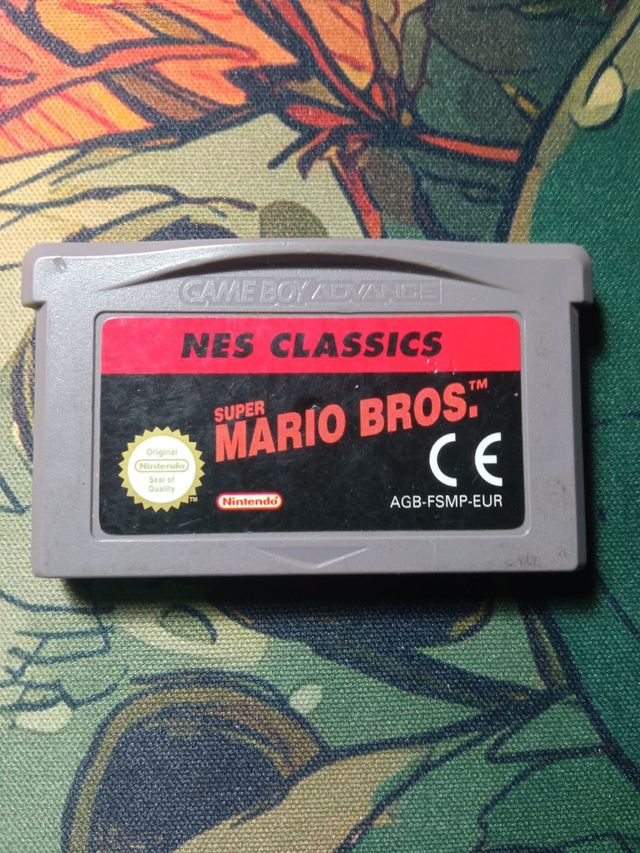 GAME BOY ADVANCE
NES CLASSICS
SUPER
MARIO BROS.™
Original
Nintendo
Seal of
Quality
TM
Nintendo
CE
AGB-FSMP-EUR